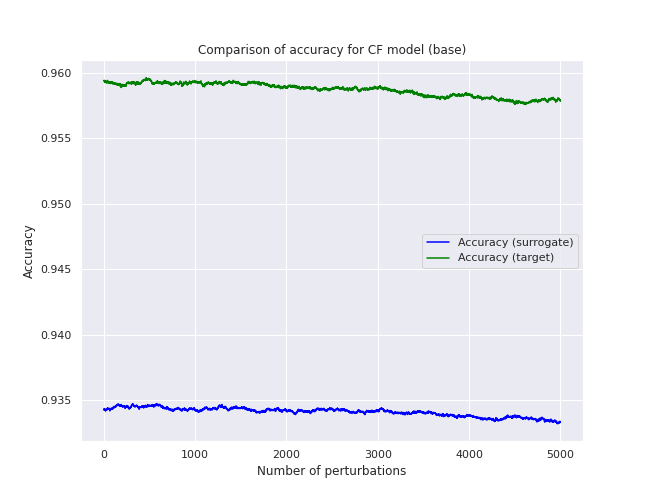 Comparison of accuracy for CF model (base)
0.960
0.955
0.950
0.945
0.940
0.935
Accuracy
Accuracy (surrogate)
Accuracy (target)
0 1000 2000 3000 4000 5000
Number of perturbations